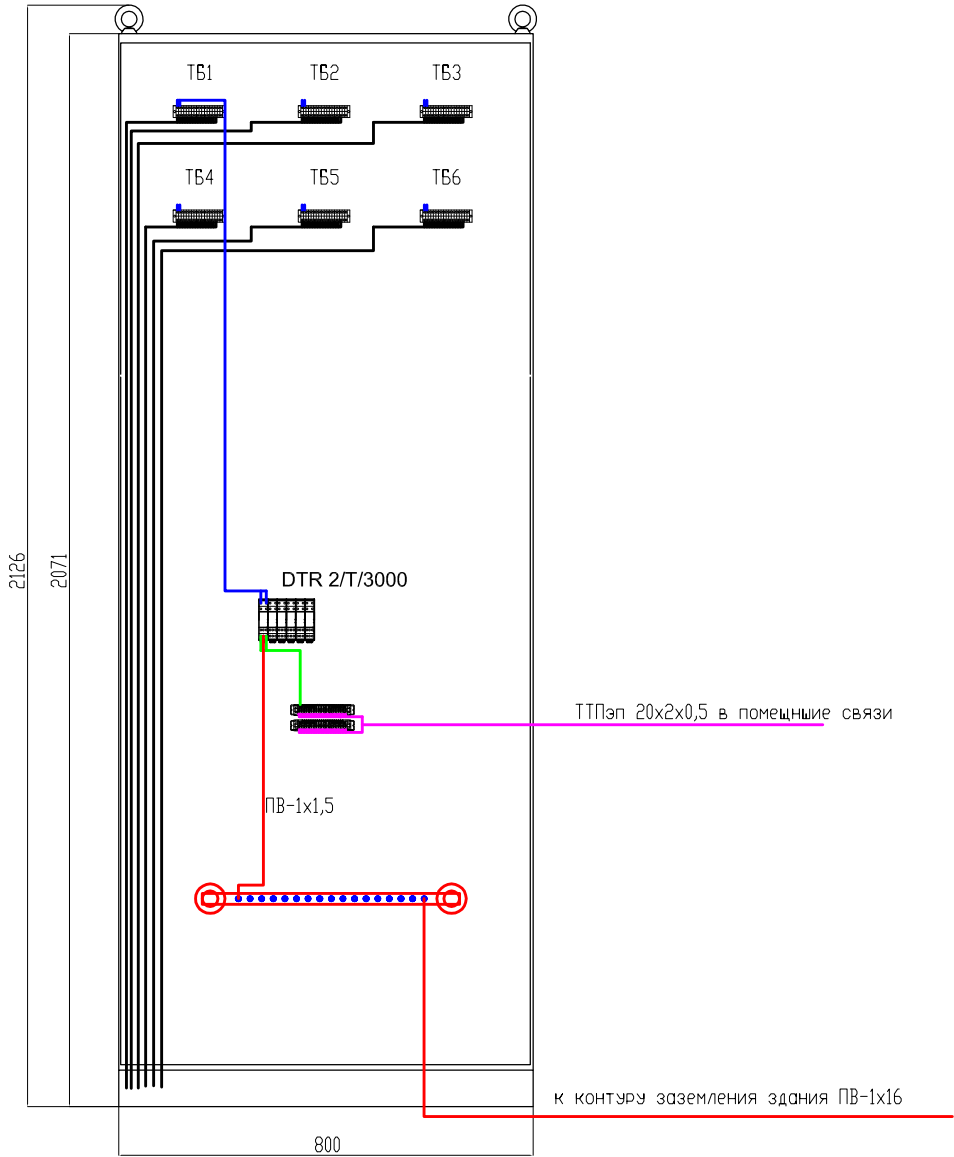 ТБ1 ТБ2 ТБ3
ТБ4 ТБ5 ТБ6
2126
2071
DTR 2/T/3000
ТТПэп 20х2х0,5 в помещншие связи
ПВ-1х1,5
к контуру заземления здания ПВ-1х16
800